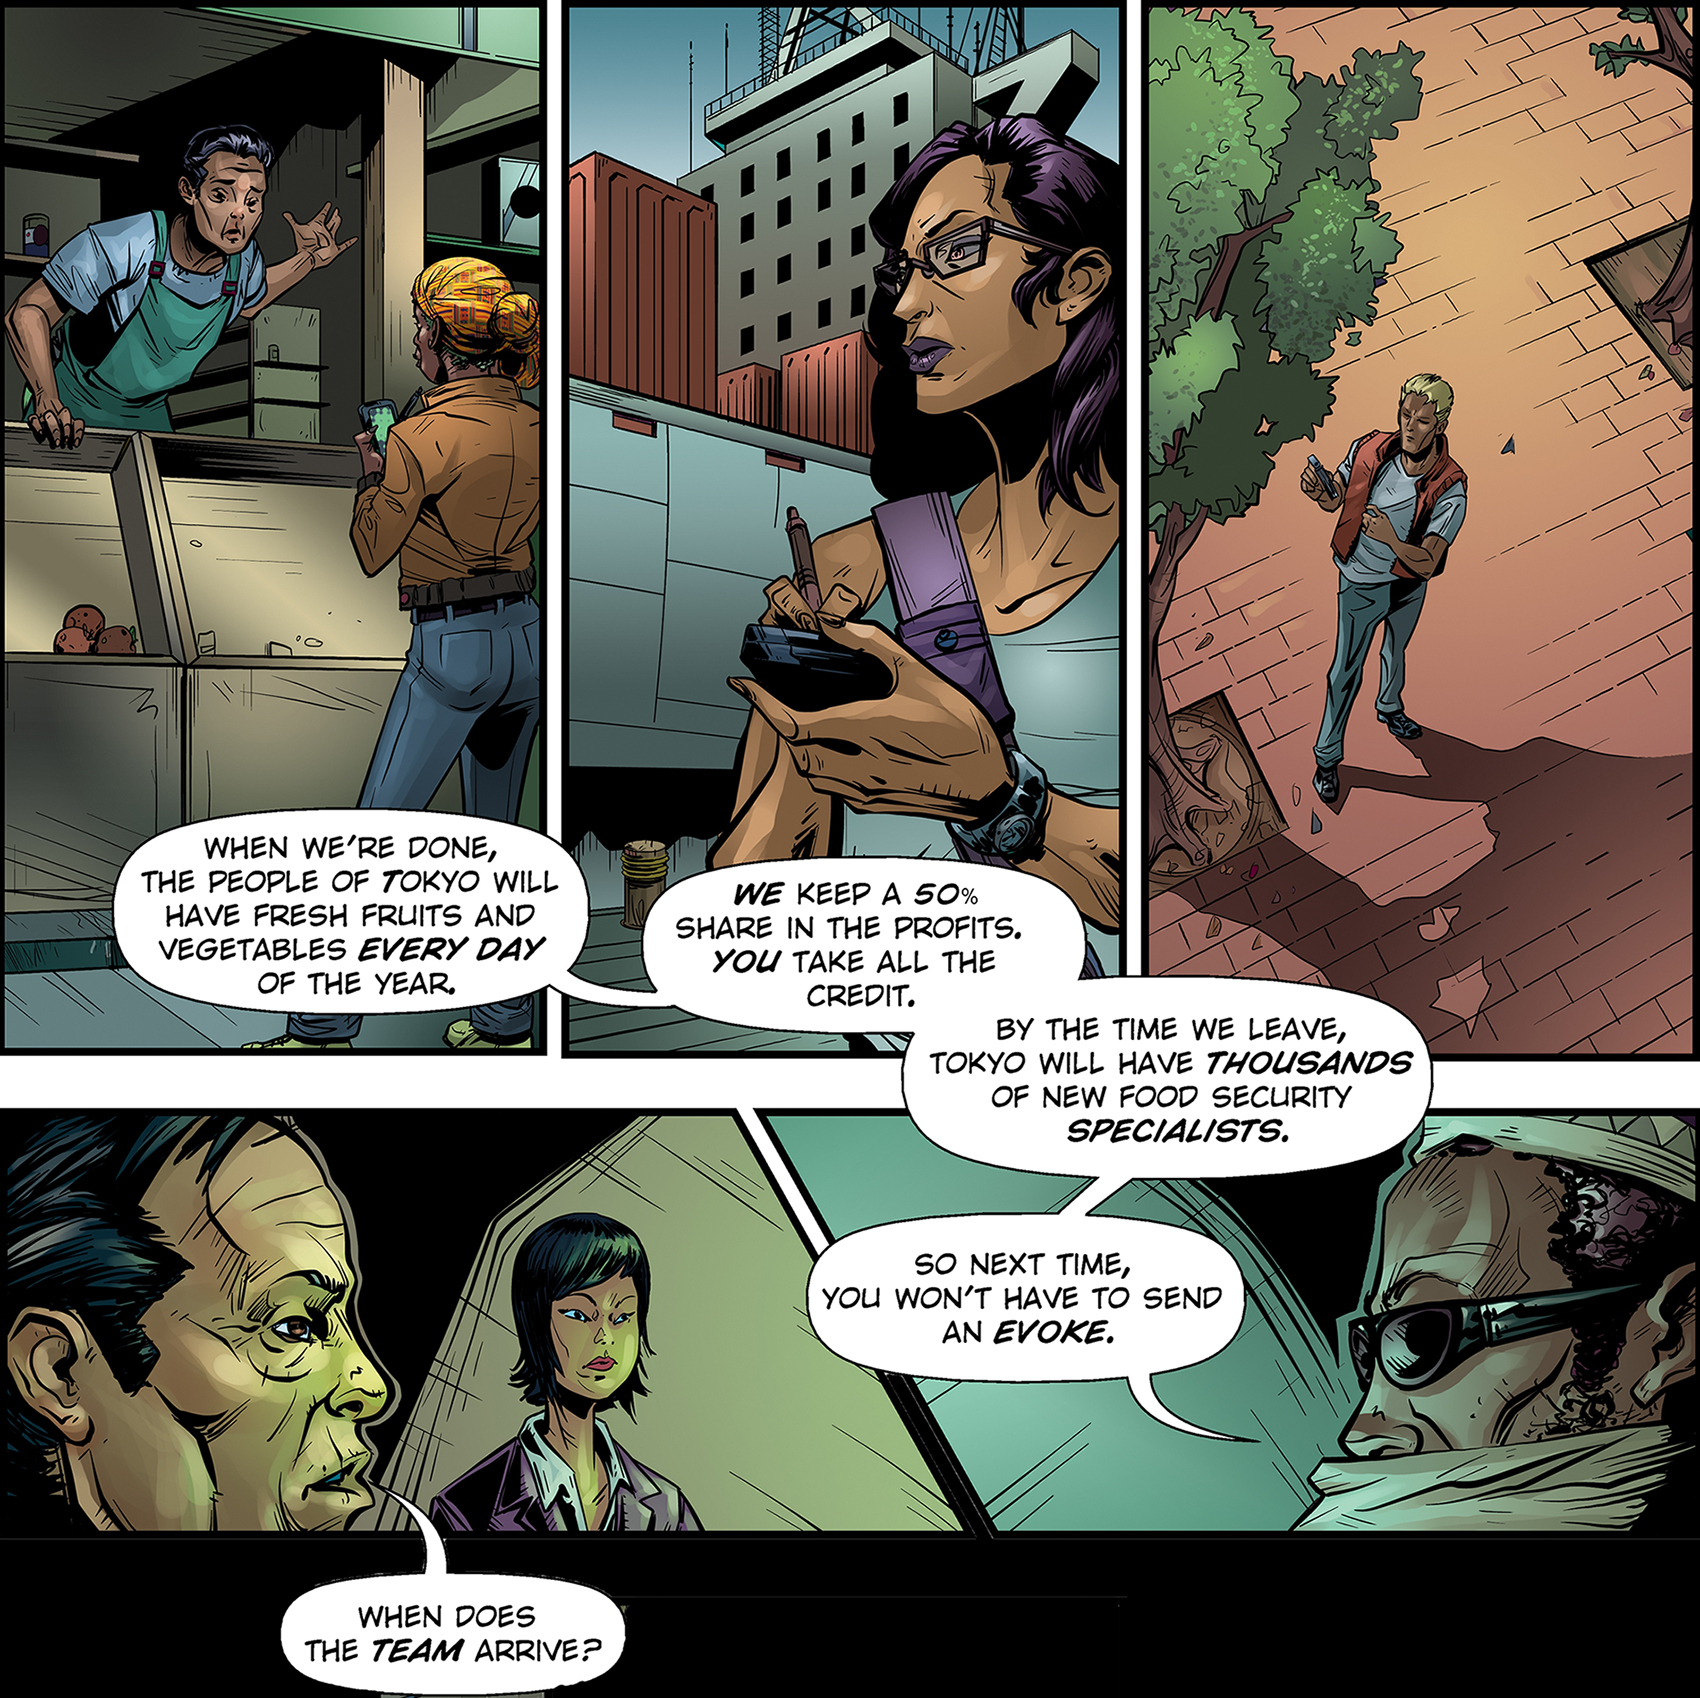 WHEN WE'RE DONE,
THE PEOPLE OF TOKYO WILL
HAVE FRESH FRUITS AND
VEGETABLES EVERY DAY
OF THE YEAR.
WE KEEP A 50%
SHARE IN THE PROFITS.
YOU TAKE ALL THE
CREDIT.
BY THE TIME WE LEAVE,
TOKYO WILL HAVE THOUSANDS
OF NEW FOOD SECURITY
SPECIALISTS.
SO NEXT TIME,
YOU WON'T HAVE TO SEND
AN EVOKE.
WHEN DOES
THE TEAM ARRIVE?